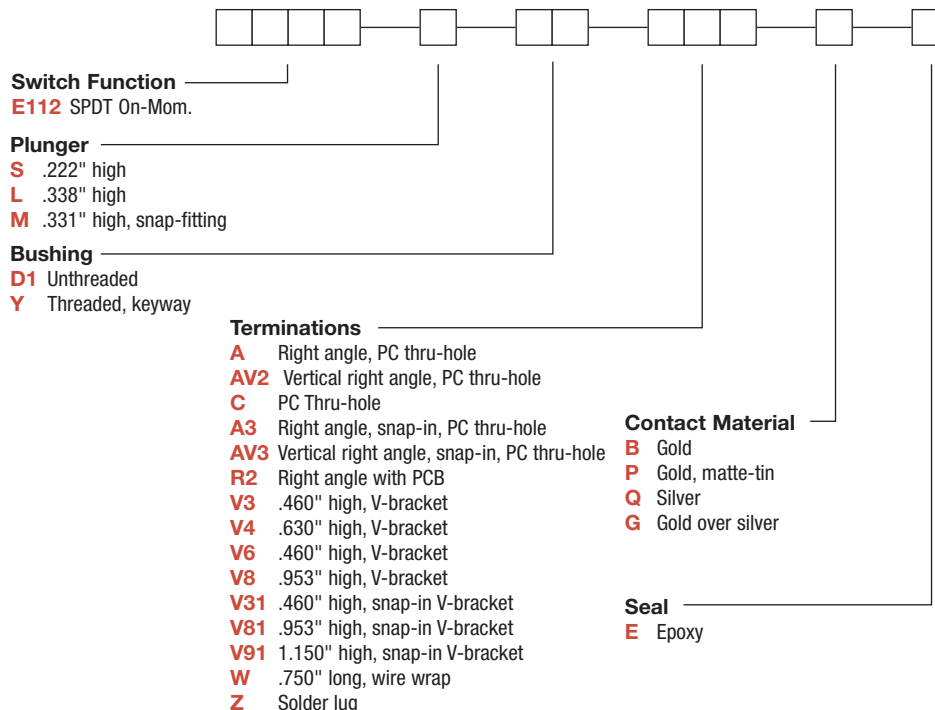 Switch Function
E112 SPDT On-Mom.
Plunger
S .222" high
L .338" high
M .331" high, snap-fitting
Bushing
D1 Unthreaded
Y Threaded, keyway
Terminations
A Right angle, PC thru-hole
AV2 Vertical right angle, PC thru-hole
C PC Thru-hole
A3 Right angle, snap-in, PC thru-hole
AV3 Vertical right angle, snap-in, PC thru-hole
R2 Right angle with PCB
V3 .460" high, V-bracket
V4 .630" high, V-bracket
V6 .460" high, V-bracket
V8 .953" high, V-bracket
V31 .460" high, snap-in V-bracket
V81 .953" high, snap-in V-bracket
V91 1.150" high, snap-in V-bracket
W .750" long, wire wrap
Z Solder lug
Contact Material
B Gold
P Gold, matte-tin
Q Silver
G Gold over silver
Seal
E Epoxy